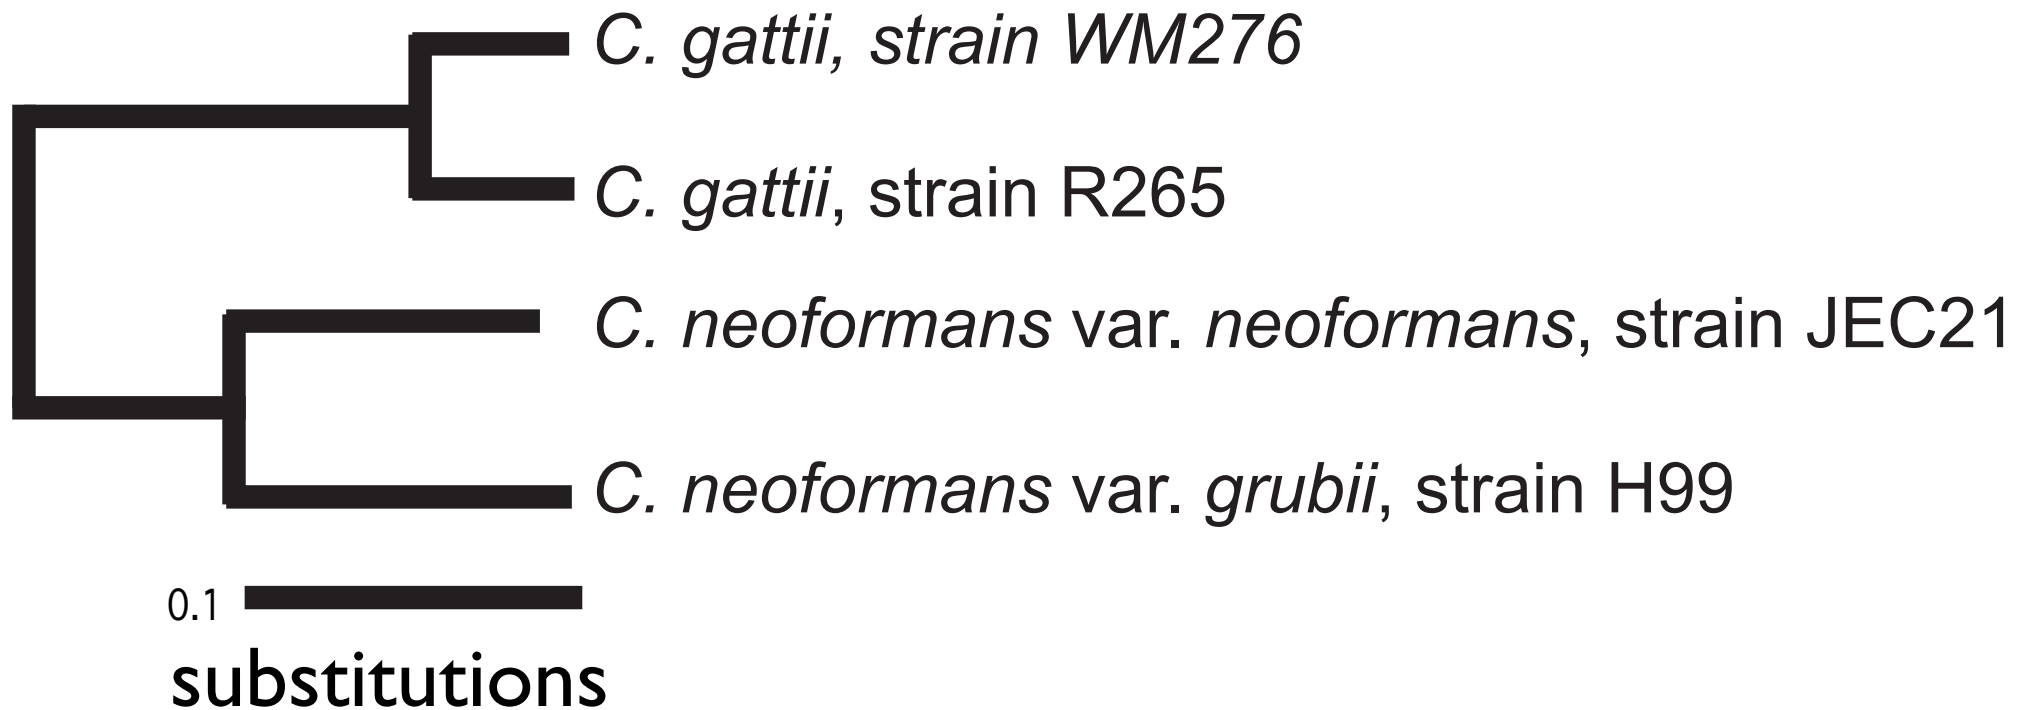 C. gattii, strain WM276
C. gattii, strain R265
C. neoformans var. neoformans, strain JEC21
C. neoformans var. grubii, strain H99
0.1
substitutions